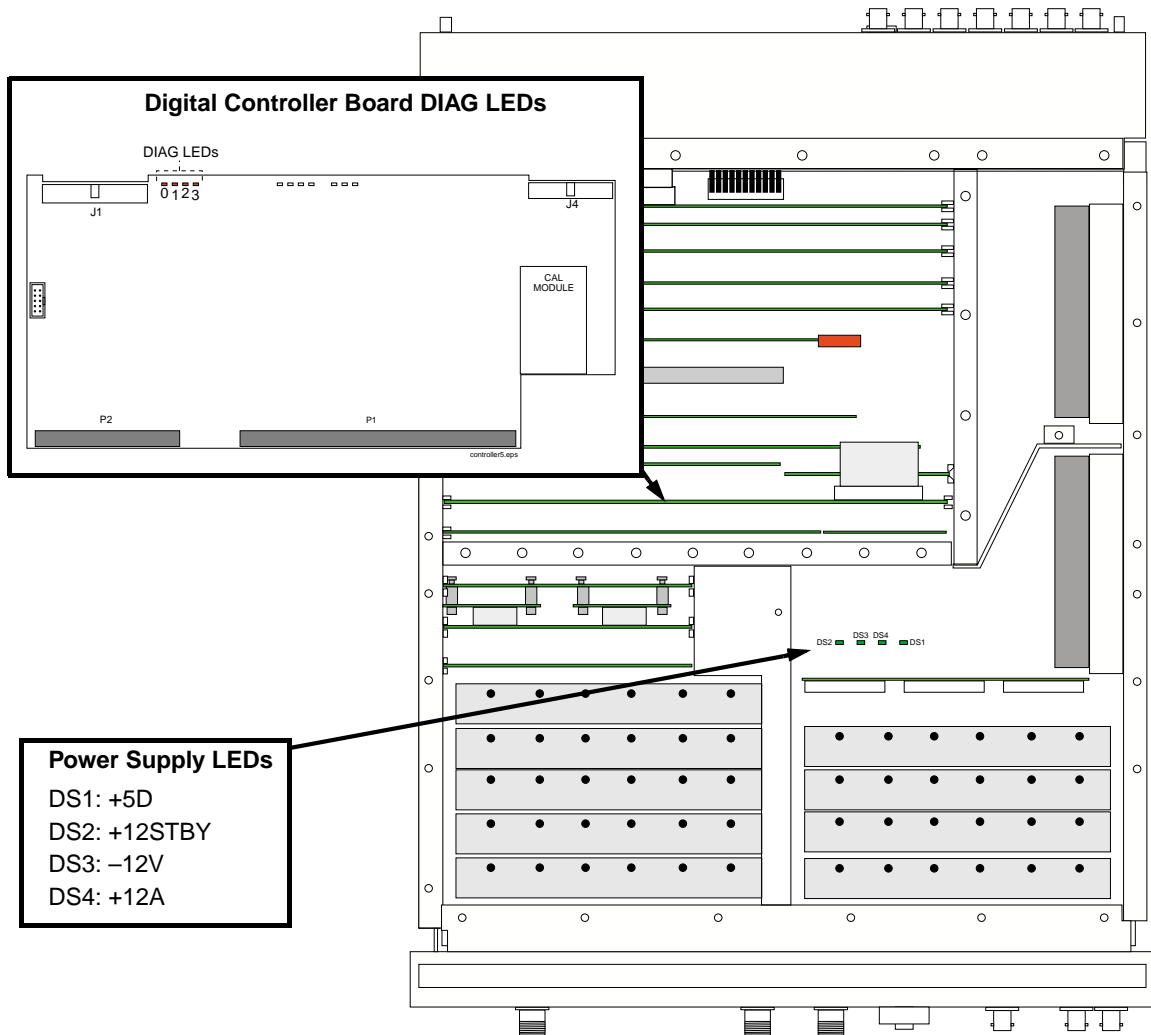 Digital Controller Board DIAG LEDs
DIAG LEDs
0 1 2 3
J1
J4
CAL
MODULE
P2
P1
controller5.eps
DS2
DS3
DS4
DS1
Power Supply LEDs
DS1: +5D
DS2: +12STBY
DS3: –12V
DS4: +12A